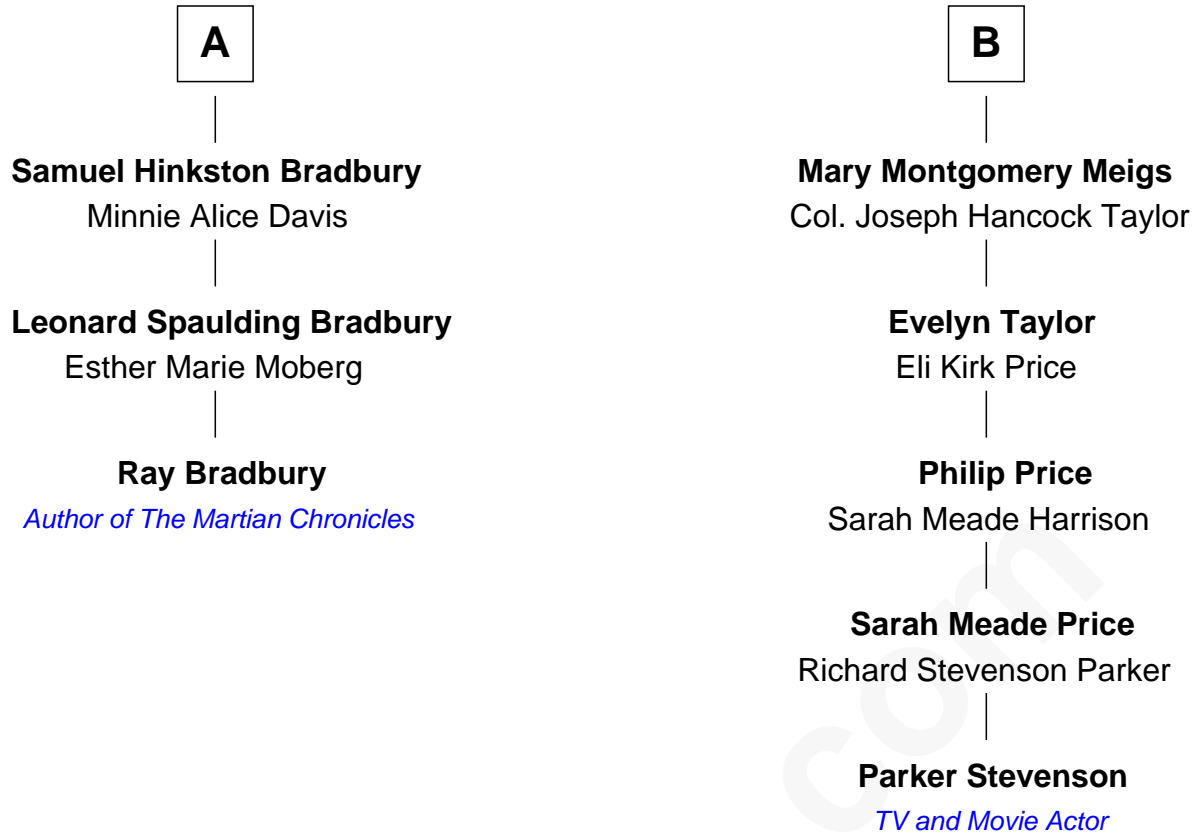 A
Samuel Hinkston Bradbury
Minnie Alice Davis
Leonard Spaulding Bradbury
Esther Marie Moberg
Ray Bradbury
Author of The Martian Chronicles
B
Mary Montgomery Meigs
Col. Joseph Hancock Taylor
Evelyn Taylor
Eli Kirk Price
Philip Price
Sarah Meade Harrison
Sarah Meade Price
Richard Stevenson Parker
Parker Stevenson
TV and Movie Actor
com